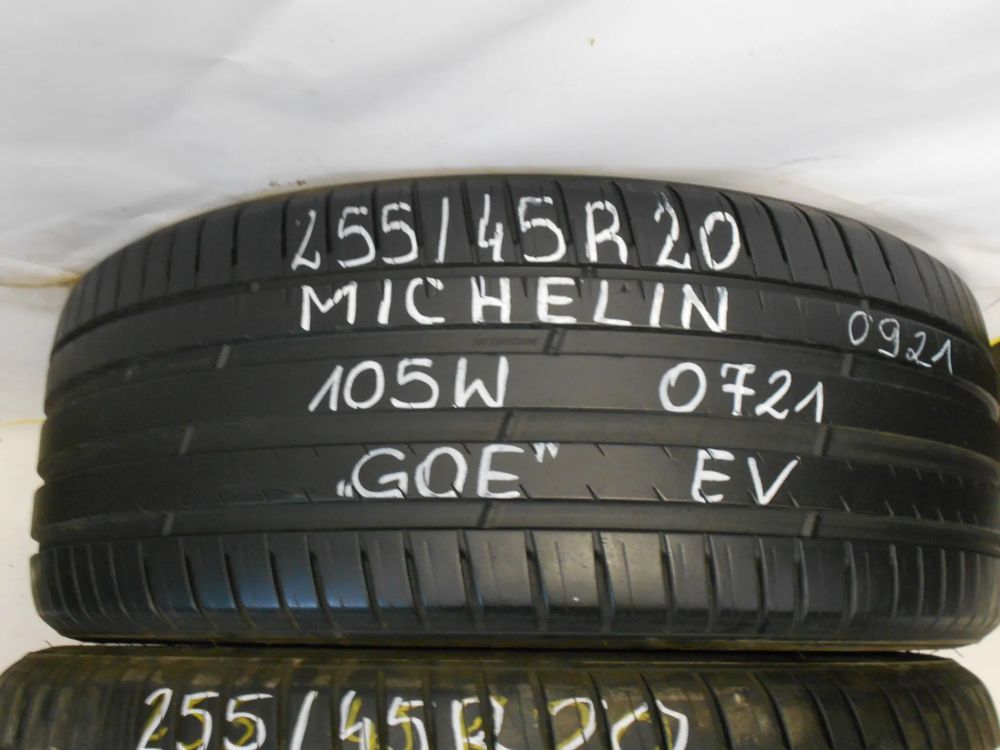 255/45R20
MICHELIN
0921
105W 0721
„GOE” EV
255/45R20